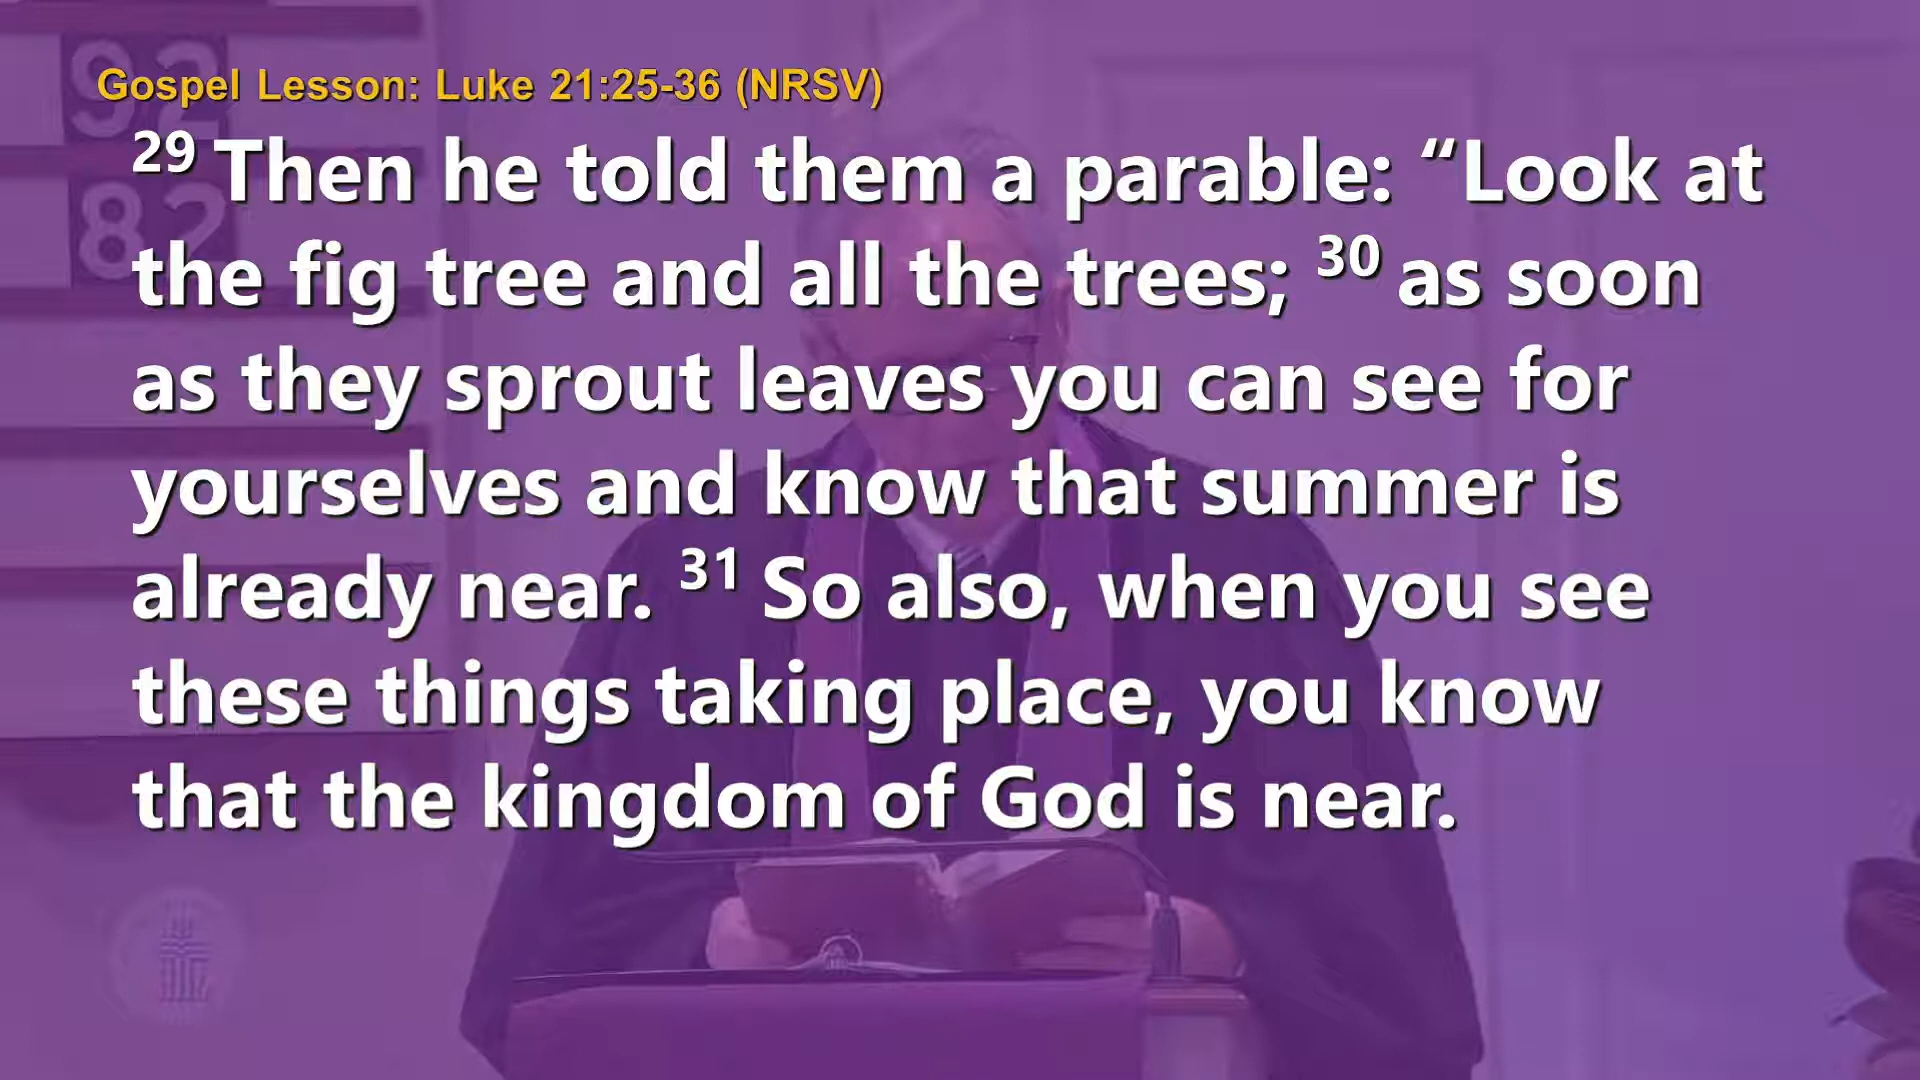 92
82
Gospel Lesson: Luke 21:25-36 (NRSV)
29 Then he told them a parable: “Look at
the fig tree and all the trees; 30 as soon
as they sprout leaves you can see for
yourselves and know that summer is
already near. 31 So also, when you see
these things taking place, you know
that the kingdom of God is near.